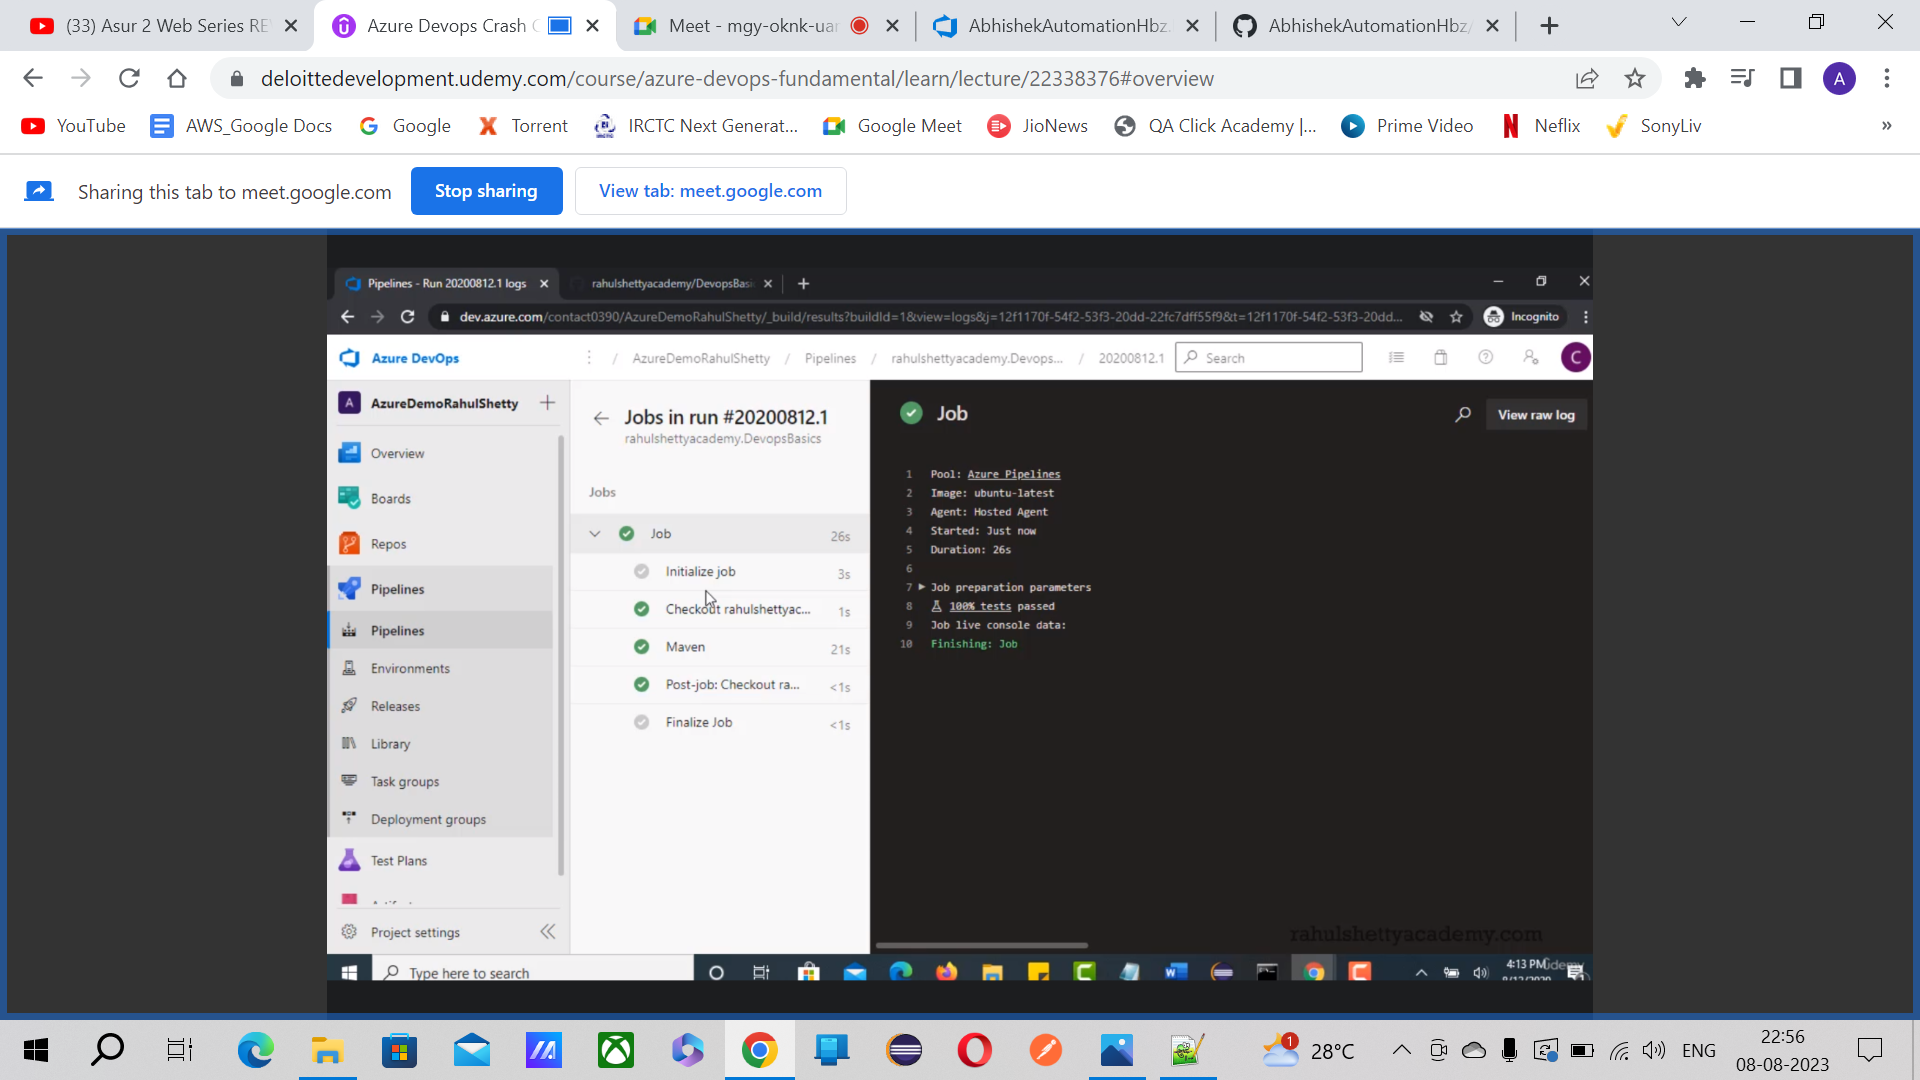 (33) Asur 2 Web Series RE
Azure Devops Crash C
Meet - mgy-oknk-uar
AbhishekAutomationHbz.
AbhishekAutomationHbz/
deloittedevelopment.udemy.com/course/azure-devops-fundamental/learn/lecture/22338376#overview
A
YouTube
AWS_Google Docs
Google
Torrent
IRCTC Next Generat...
Google Meet
JioNews
QA Click Academy |...
Prime Video
Neflix
SonyLiv
»
Sharing this tab to meet.google.com
Stop sharing
View tab: meet.google.com
Pipelines - Run 20200812.1 logs
rahulshettyacademy/DevopsBasi
dev.azure.com/contact0390/AzureDemoRahulShetty/_build/results?buildId=1&view=logs&j=12f1170f-54f2-53f3-20dd-22fc7dff55f9&t=12f1170f-54f2-53f3-20dd...
Incognito
Azure DevOps
/ AzureDemoRahulShetty / Pipelines / rahulshettyacademy.Devops... / 20200812.1
Search
C
A AzureDemoRahulShetty
Overview
Boards
Repos
Pipelines
Pipelines
Environments
Releases
Library
Task groups
Deployment groups
Test Plans
Project settings
Jobs in run #20200812.1
rahulshettyacademy.DevopsBasics
Jobs
Job 26s
Initialize job 3s
Checkout rahulshettyac... 1s
Maven 21s
Post-job: Checkout ra... <1s
Finalize Job <1s
Job
View raw log
1 Pool: Azure Pipelines
2 Image: ubuntu-latest
3 Agent: Hosted Agent
4 Started: Just now
5 Duration: 26s
6
7 Job preparation parameters
8 100% tests passed
9 Job live console data:
10 Finishing: Job
rahulshettyacademy.com
Type here to search
4:13 PM
udemy
1
28°C
ENG
22:56
08-08-2023